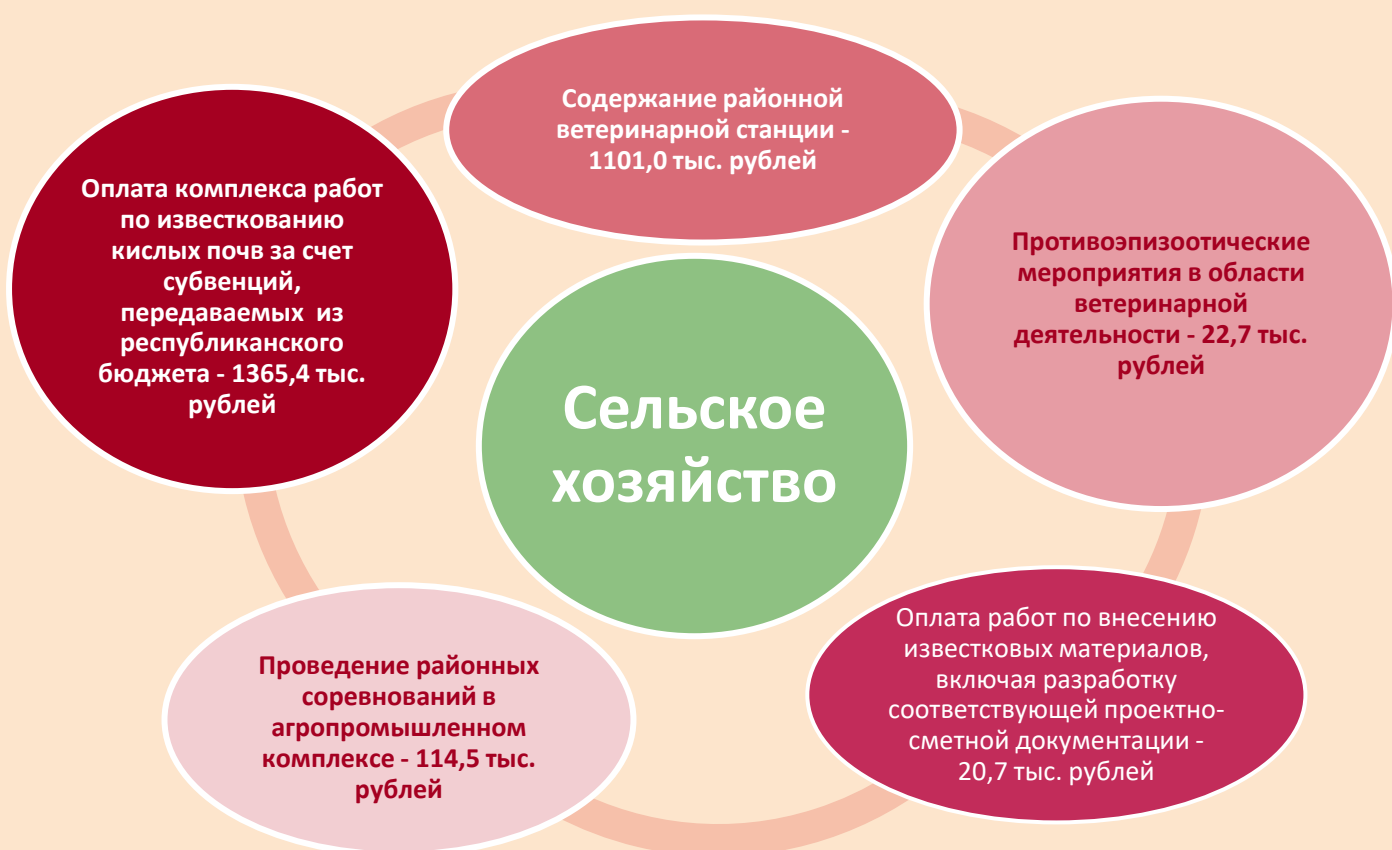 Содержание районной
ветеринарной станции -
1101,0 тыс. рублей
Оплата комплекса работ
по известкованию
кислых почв за счет
субвенций,
передаваемых из
республиканского
бюджета - 1365,4 тыс.
рублей
Противоэпизоотические
мероприятия в области
ветеринарной
деятельности - 22,7 тыс.
рублей
Сельское
хозяйство
Проведение районных
соревнований в
агропромышленном
комплексе - 114,5 тыс.
рублей
Оплата работ по внесению
известковых материалов,
включая разработку
соответствующей проектно-
сметной документации -
20,7 тыс. рублей